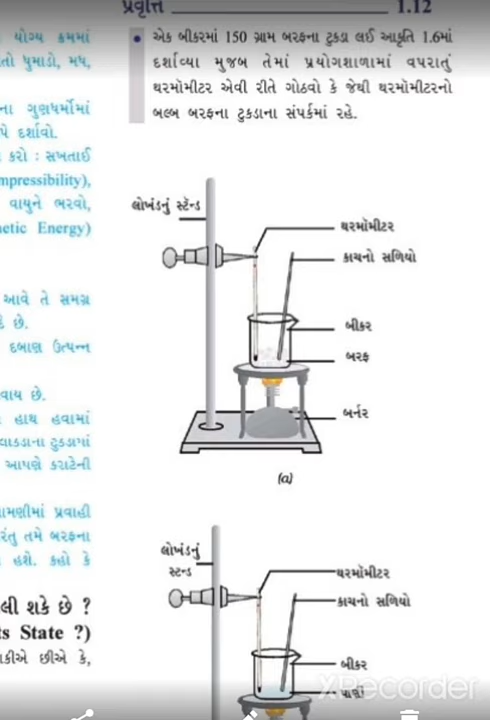 પ્રવૃત્તિ 1.12
• એક બીકરમાં 150 ગ્રામ બરફના ટુકડા લઈ આકૃતિ 1.6માં
દર્શાવ્યા મુજબ તેમાં પ્રયોગશાળામાં વપરાતું
થરમૉમીટર એવી રીતે ગોઠવો કે જેથી થરમૉમીટરનો
બલ્બ બરફના ટુકડાના સંપર્કમાં રહે.
લોખંડનું સ્ટૅન્ડ
થરમૉમીટર
કાચનો સળિયો
બીકર
બરફ
બર્નર
(a)
લોખંડનું
સ્ટન્ડ
થરમૉમીટર
કાચનો સળિયો
બીકર
પાણી
યોગ્ય ક્રમમાં
તો ધુમાડો, મધ,
ના ગુણધર્મોમાં
પે દર્શાવો.
કરો : સખતાઈ
mpressibility),
વાયુને ભરવો,
netic Energy)
આવે તે સમગ્ર
છે.
દબાણ ઉત્પન્ન
વાય છે.
હાથ હવામાં
લાકડાના ટુકડામાં
આપણે કરાટેની
ામણીમાં પ્રવાહી
રંતુ તમે બરફના
હશે. કહો કે
લી શકે છે ?
ts State ?)
ાકીએ છીએ કે,
XRecorder